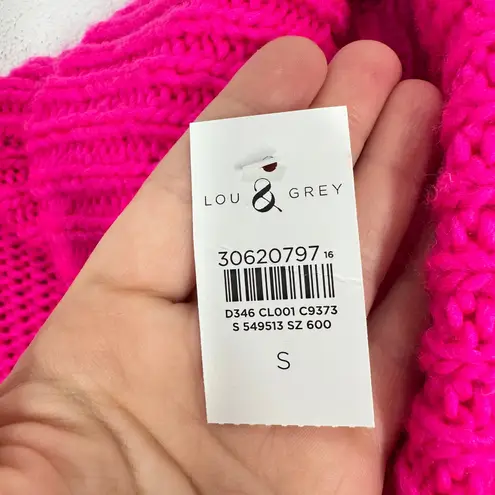 LOU & GREY
30620797 16
D346 CL001 C9373
S 549513 SZ 600
S